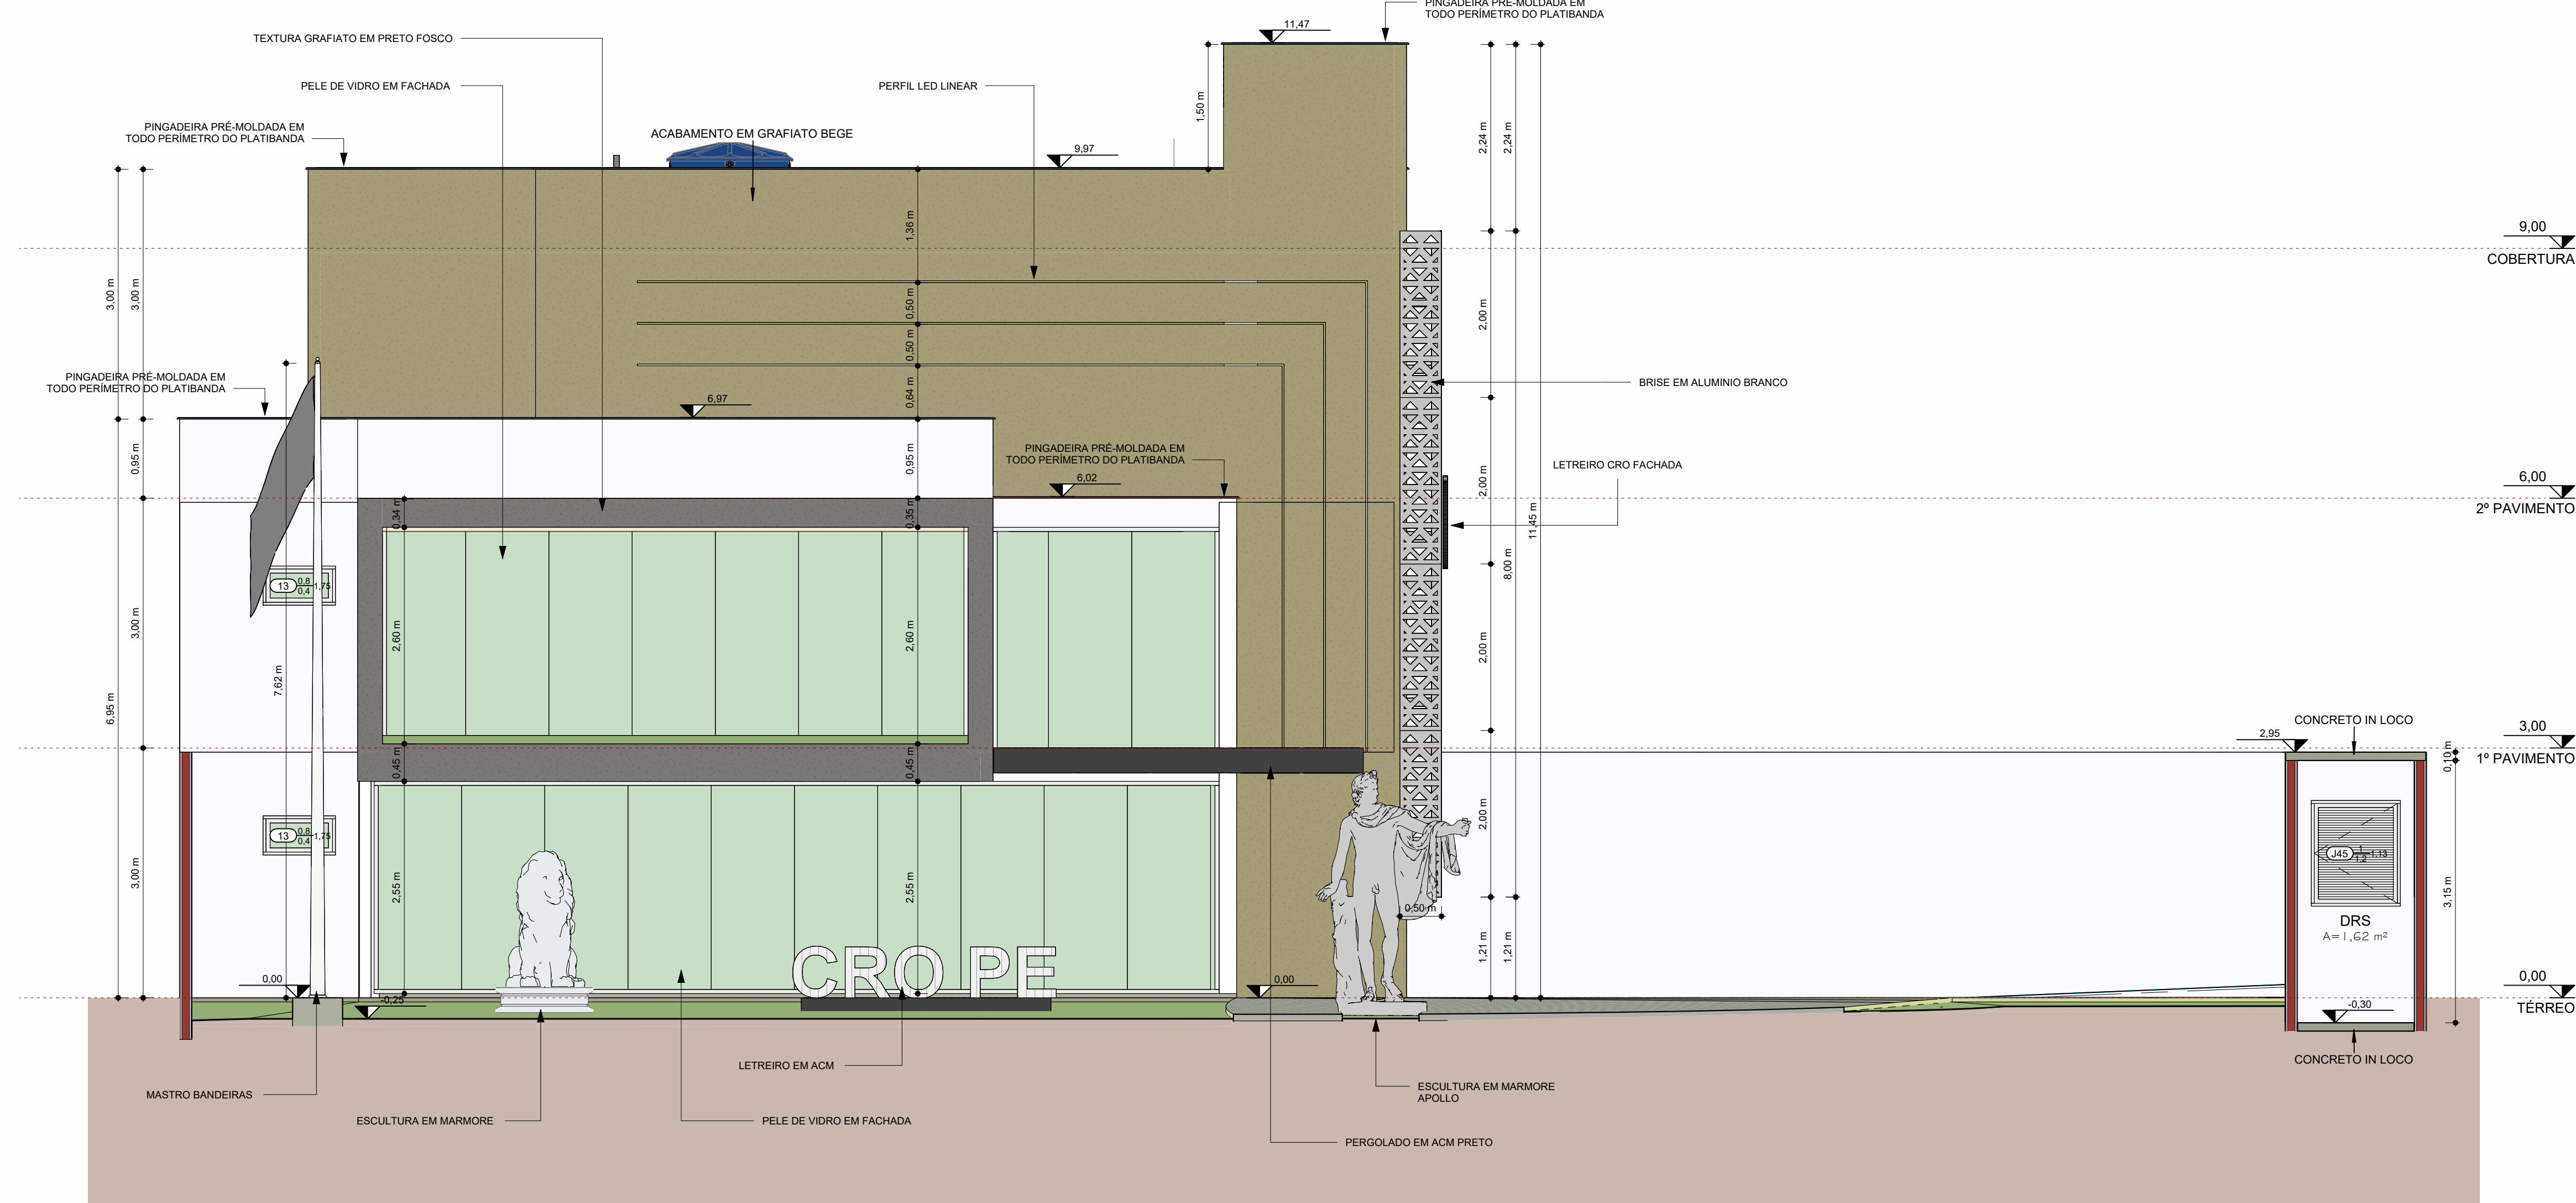 PINGADEIRA PRÉ-MOLDADA EM
TODO PERÍMETRO DO PLATIBANDA
11,47
TEXTURA GRAFIATO EM PRETO FOSCO
PELE DE VIDRO EM FACHADA
PERFIL LED LINEAR
1,50 m
PINGADEIRA PRÉ-MOLDADA EM
TODO PERÍMETRO DO PLATIBANDA
ACABAMENTO EM GRAFIATO BEGE
9,97
2,24 m
2,24 m
1,36 m
9,00
COBERTURA
3,00 m
3,00 m
0,50 m
2,00 m
0,50 m
PINGADEIRA PRÉ-MOLDADA EM
TODO PERÍMETRO DO PLATIBANDA
0,64 m
BRISE EM ALUMINIO BRANCO
6,97
0,95 m
0,95 m
PINGADEIRA PRÉ-MOLDADA EM
TODO PERÍMETRO DO PLATIBANDA
LETREIRO CRO FACHADA
6,02
2,00 m
6,00
2º PAVIMENTO
0,34 m
0,35 m
11,45 m
8,00 m
13
0,8
0,4
1,75
3,00 m
2,60 m
2,60 m
2,00 m
7,62 m
6,95 m
CONCRETO IN LOCO
2,95
3,00
1º PAVIMENTO
0,10 m
0,45 m
0,45 m
2,00 m
13
0,8
0,4
1,75
J45
1
1,2
1,13
3,00 m
2,55 m
2,55 m
3,15 m
0,50 m
DRS
A=1,62 m²
1,21 m
1,21 m
CRO PE
0,00
0,00
0,00
TÉRREO
-0,25
-0,30
CONCRETO IN LOCO
LETREIRO EM ACM
MASTRO BANDEIRAS
ESCULTURA EM MARMORE
APOLLO
ESCULTURA EM MARMORE
PELE DE VIDRO EM FACHADA
PERGOLADO EM ACM PRETO